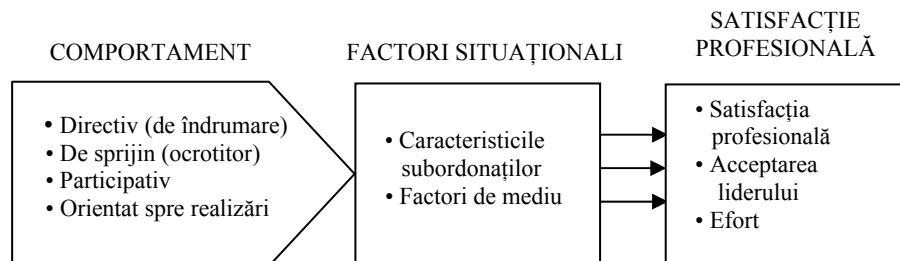 COMPORTAMENT
• Directiv (de îndrumare)
• De sprijin (ocrotitor)
• Participativ
• Orientat spre realizări
FACTORI SITUAȚIONALI
• Caracteristicile
subordonaților
• Factori de mediu
SATISFACȚIE
PROFESIONALĂ
• Satisfacția
profesională
• Acceptarea
liderului
• Efort